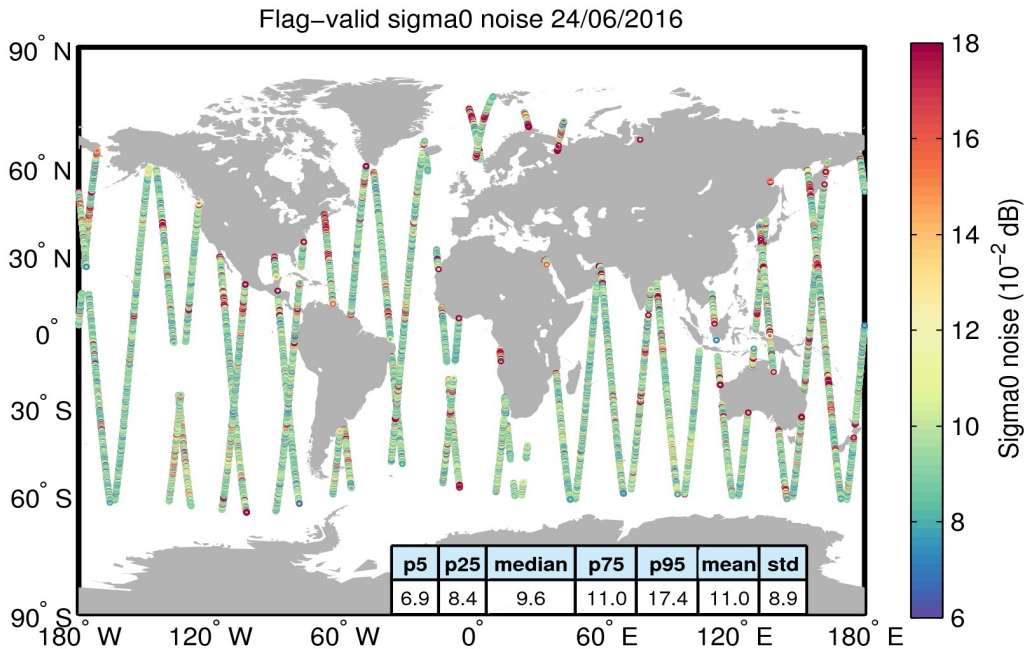 Flag−valid sigma0 noise 24/06/2016
90° N
60° N
30° N
0°
30° S
60° S
90° S
180° W
120° W
60° W
0°
60° E
120° E
180° E
p5 p25 median p75 p95 mean std
6.9 8.4 9.6 11.0 17.4 11.0 8.9
18
16
14
12
10
8
6
Sigma0 noise (10⁻² dB)